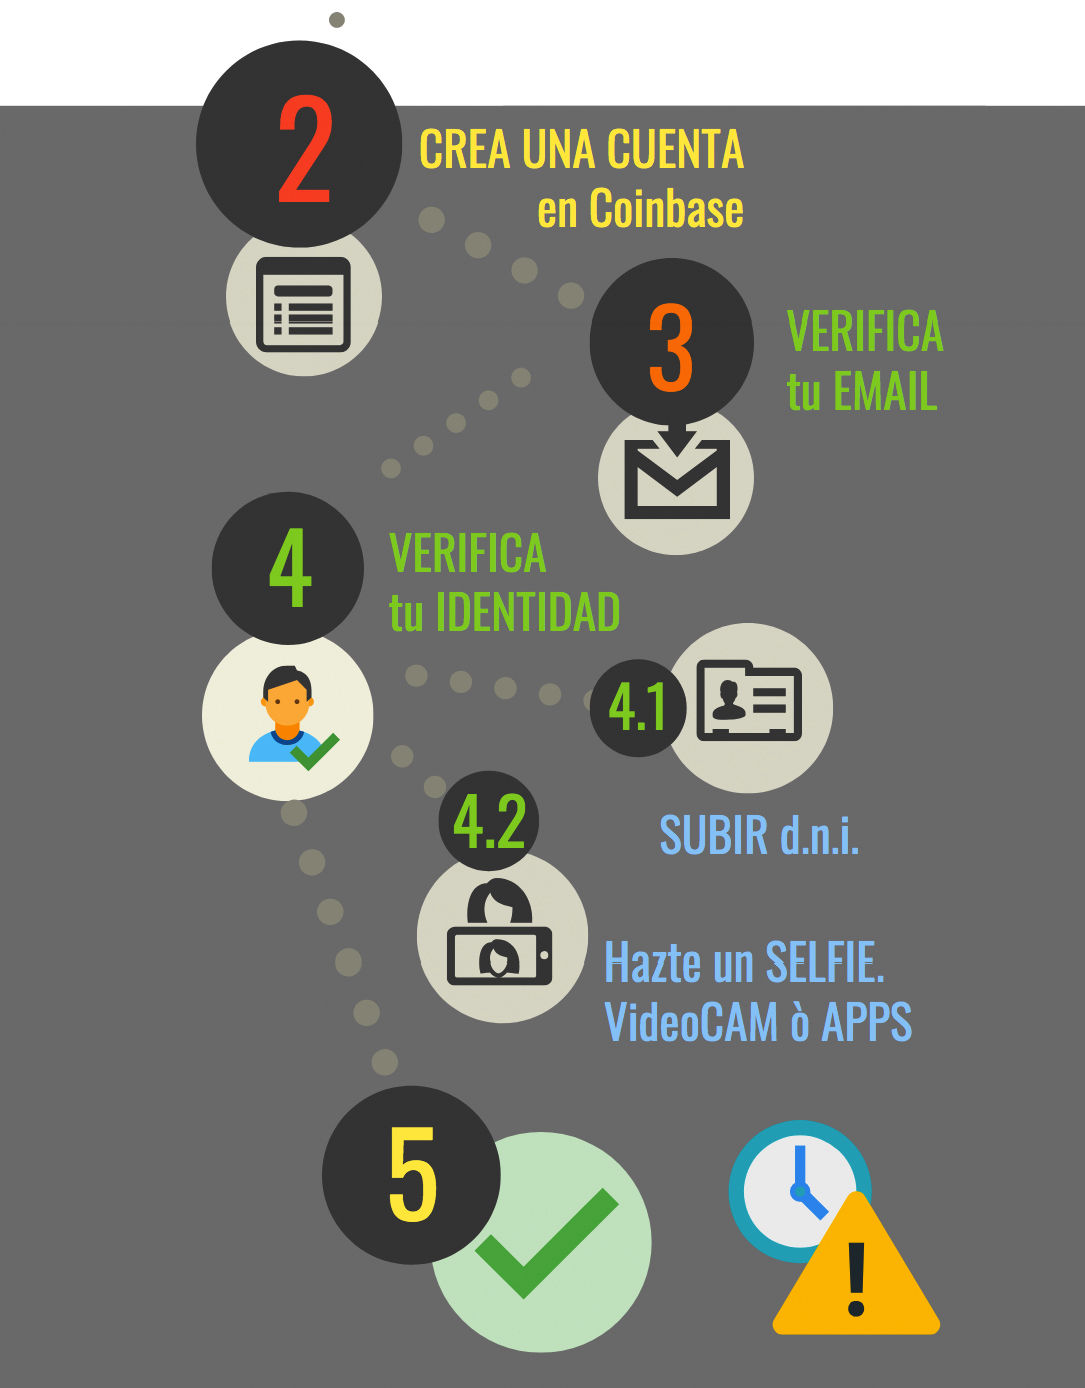 2
CREA UNA CUENTA
en Coinbase
3
VERIFICA
tu EMAIL
4
VERIFICA
tu IDENTIDAD
4.1
SUBIR d.n.i.
4.2
Hazte un SELFIE.
VideoCAM ò APPS
5
!